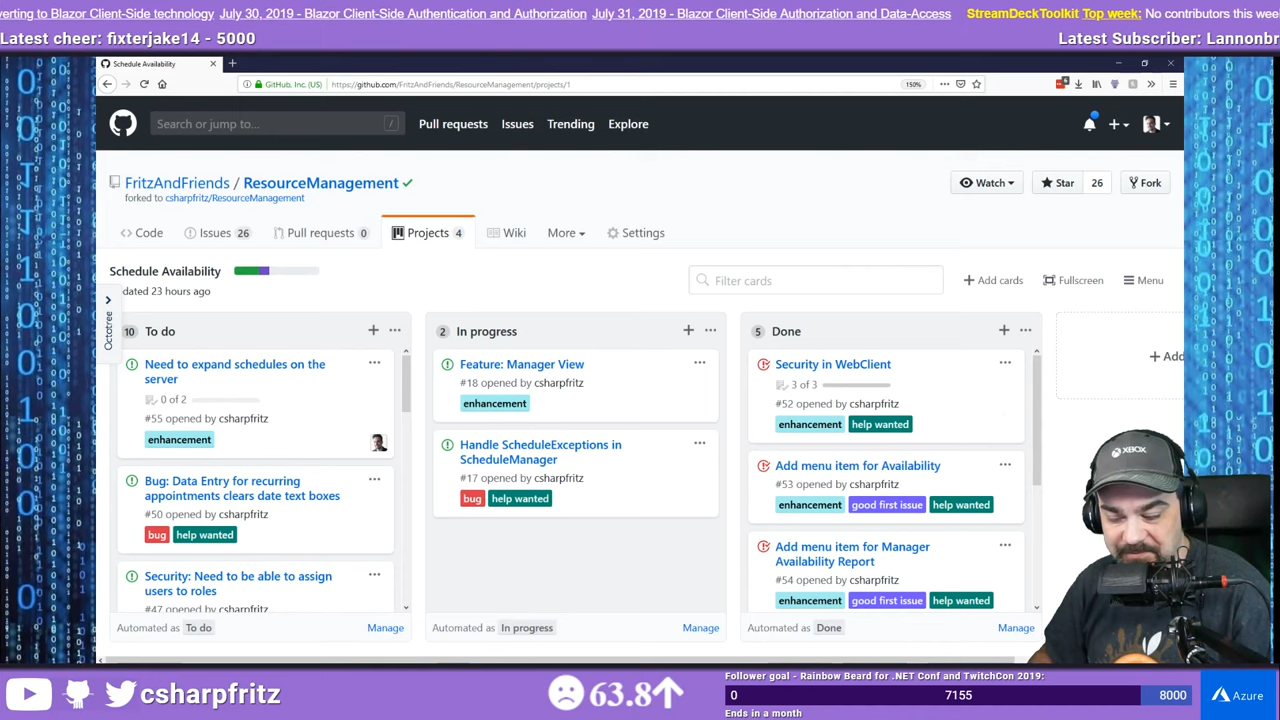 erting to Blazor Client-Side technology July 30, 2019 - Blazor Client-Side Authentication and Authorization July 31, 2019 - Blazor Client-Side Authorization and Data-Access StreamDeckToolkit Top week: No contributors this wee
Latest cheer: fixterjake14 - 5000
Latest Subscriber: Lannonbr
Schedule Availability
GitHub, Inc. (US)
https://github.com/FritzAndFriends/ResourceManagement/projects/1
150%
Search or jump to...
/
Pull requests
Issues
Trending
Explore
FritzAndFriends / ResourceManagement
forked to csharpfritz/ResourceManagement
Watch
Star 26
Fork
Code
Issues 26
Pull requests 0
Projects 4
Wiki
More
Settings
Schedule Availability
dated 23 hours ago
Filter cards
Add cards
Fullscreen
Menu
Octotree
10 To do
Need to expand schedules on the
server
0 of 2
#55 opened by csharpfritz
enhancement
Bug: Data Entry for recurring
appointments clears date text boxes
#50 opened by csharpfritz
bug help wanted
Security: Need to be able to assign
users to roles
#47 opened by csharpfritz
Automated as To do
Manage
2 In progress
Feature: Manager View
#18 opened by csharpfritz
enhancement
Handle ScheduleExceptions in
ScheduleManager
#17 opened by csharpfritz
bug help wanted
Automated as In progress
Manage
5 Done
Security in WebClient
3 of 3
#52 opened by csharpfritz
enhancement help wanted
Add menu item for Availability
#53 opened by csharpfritz
enhancement good first issue help wanted
Add menu item for Manager
Availability Report
#54 opened by csharpfritz
enhancement good first issue help wanted
Automated as Done
Manage
Add
XBOX
csharpfritz
63.8
Follower goal - Rainbow Beard for .NET Conf and TwitchCon 2019:
0 7155 8000
Ends in a month
Azure